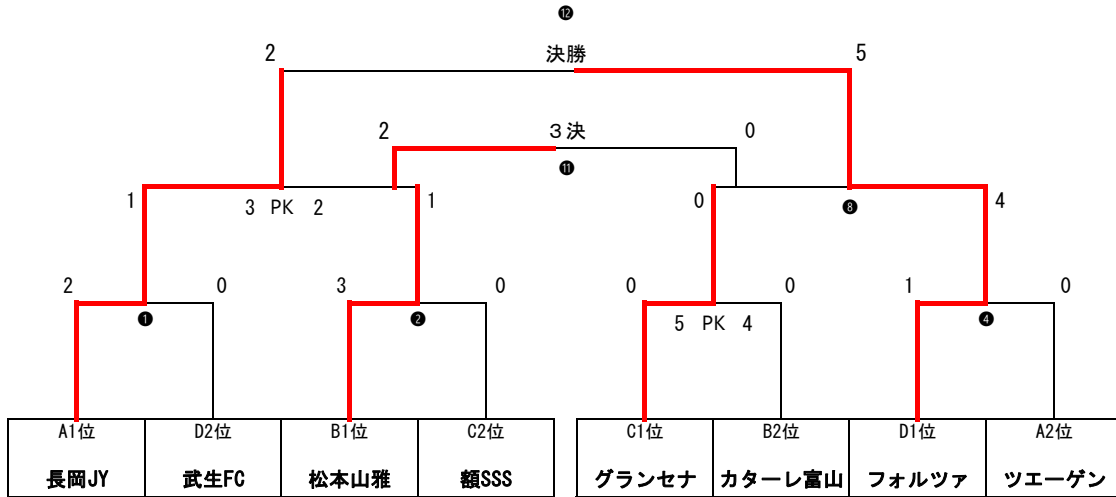 ⓬
2 決勝 5
2 ３決 0
⓫
1 1 0 4
3 PK 2 ❽
2 0 3 0 0 0 1 0
❶ ❷ 5 PK 4 ❹
A1位 D2位 B1位 C2位 C1位 B2位 D1位 A2位
長岡JY 武生FC 松本山雅 額SSS グランセナ カターレ富山 フォルツァ ツエーゲン